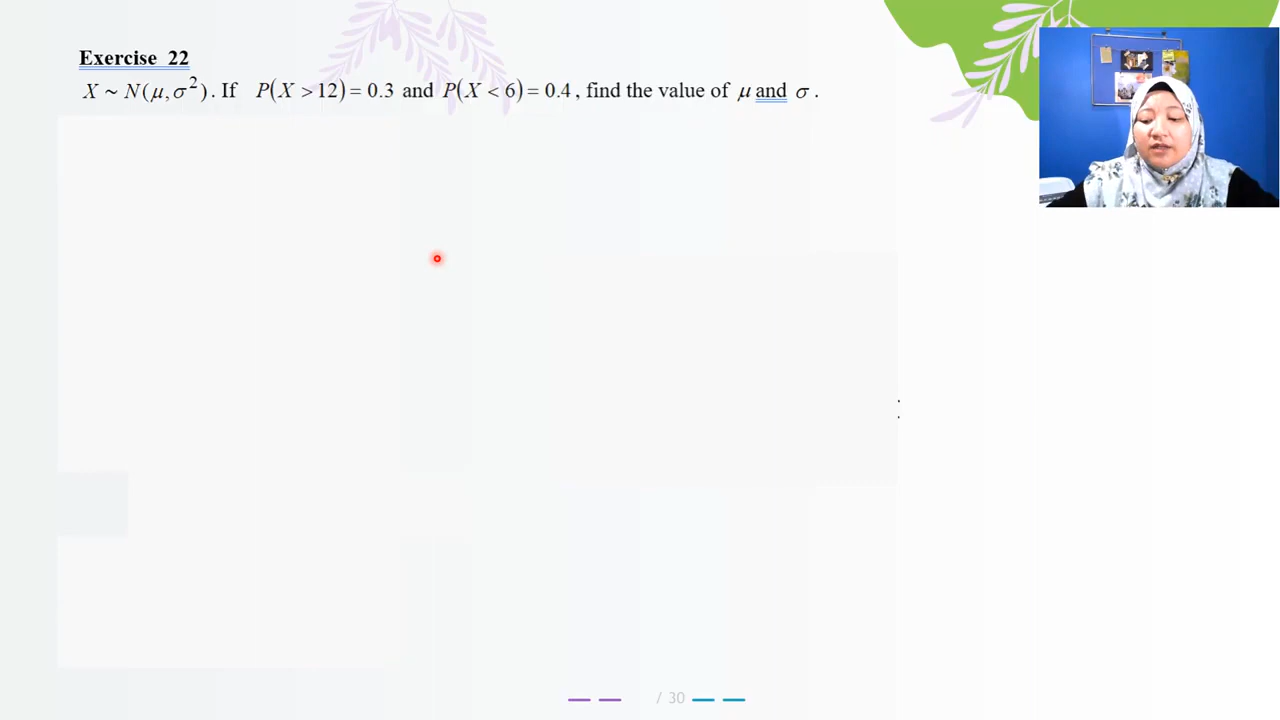 Exercise 22
X ~ N(μ, σ²). If P(X > 12) = 0.3 and P(X < 6) = 0.4, find the value of μ and σ.
/ 30